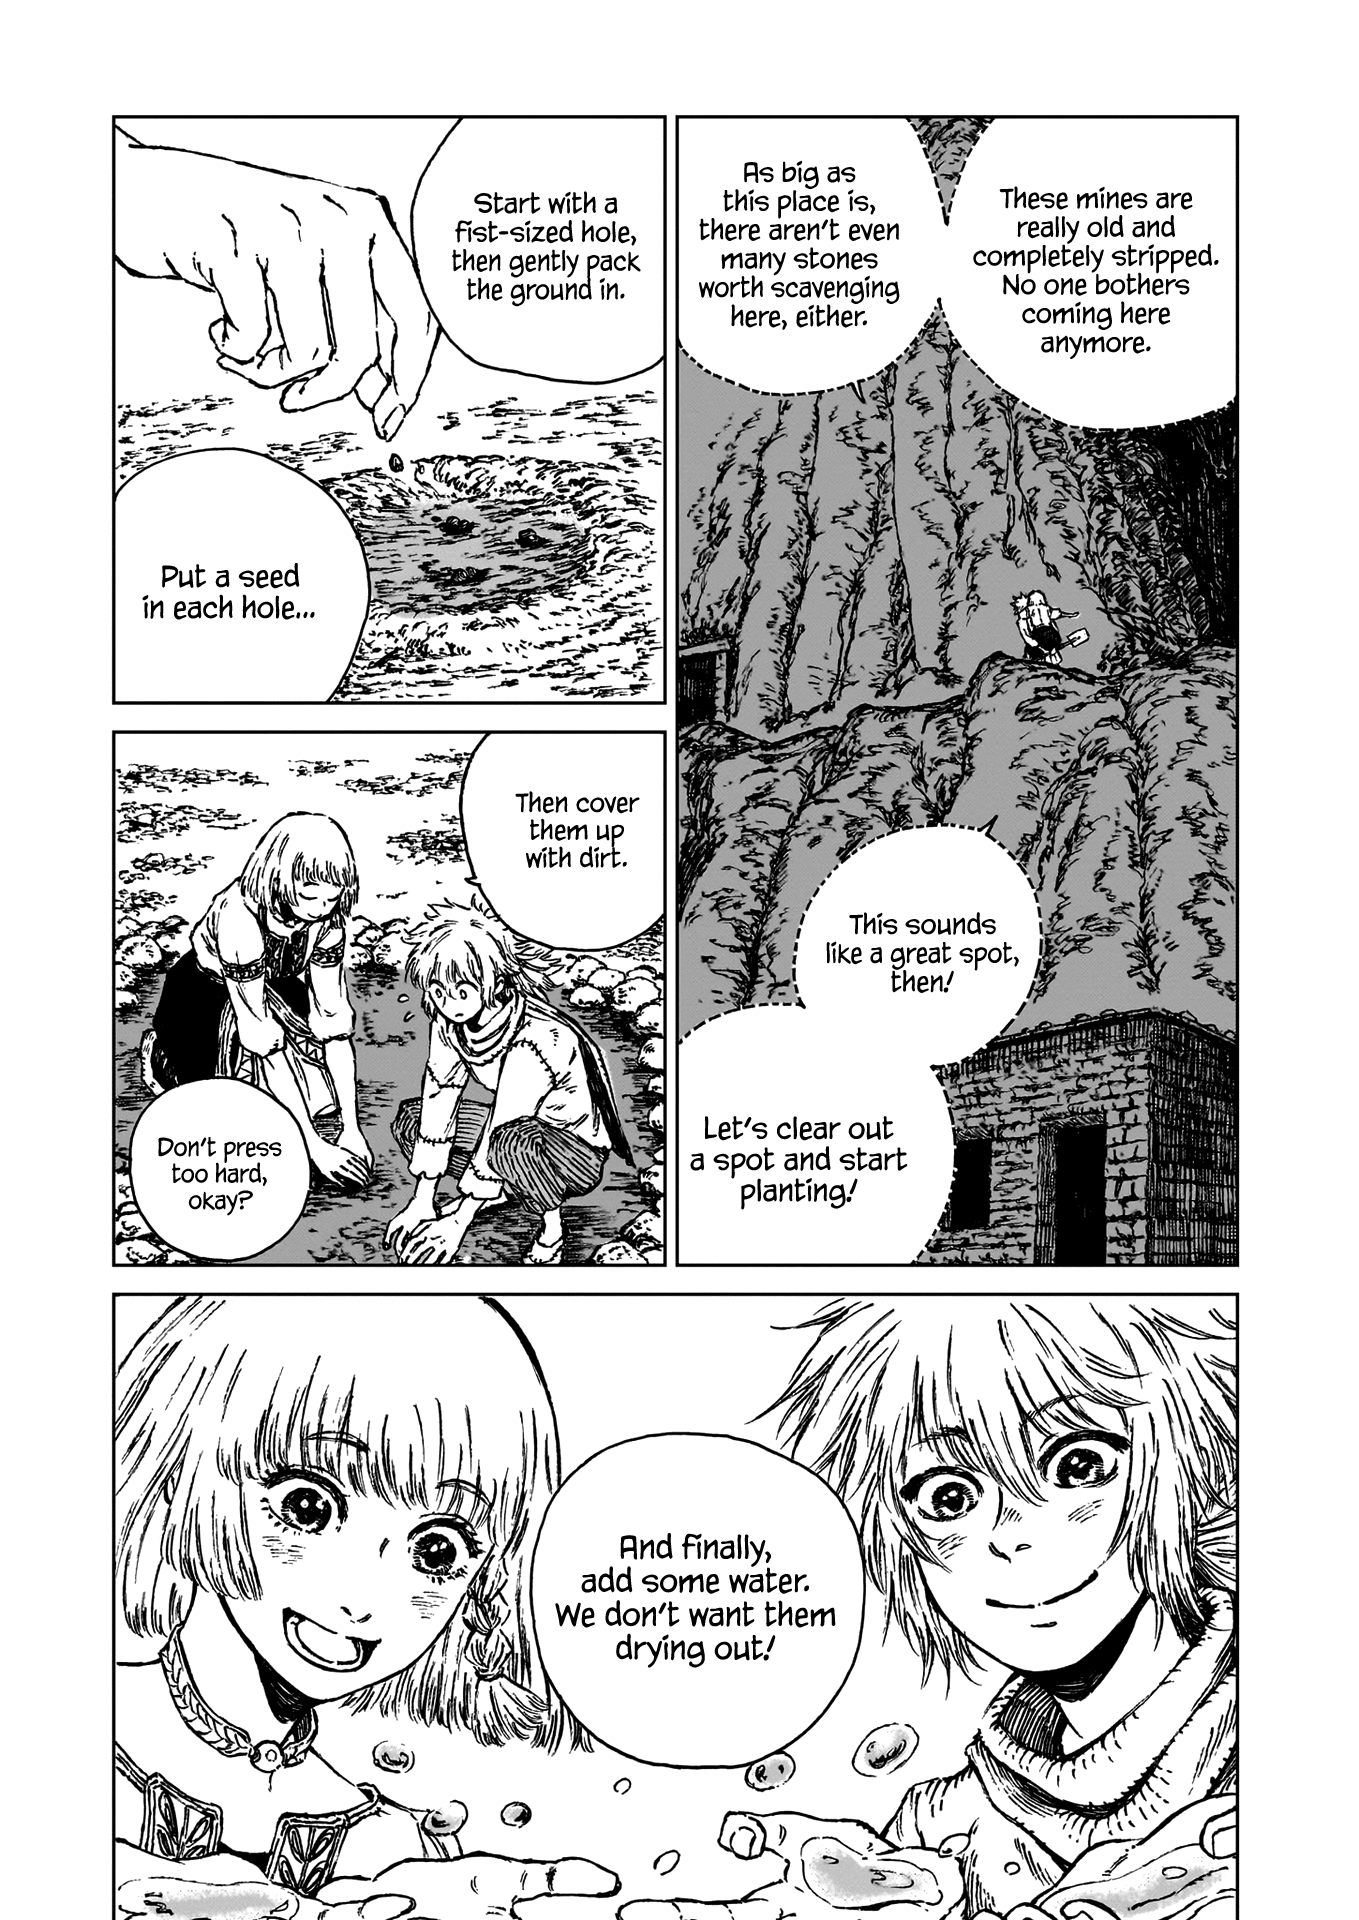 These mines are
really old and
completely stripped.
No one bothers
coming here
anymore.
As big as
this place is,
there aren't even
many stones
worth scavenging
here, either.
This sounds
like a great spot,
then!
Let's clear out
a spot and start
planting!
Start with a
fist-sized hole,
then gently pack
the ground in.
Put a seed
in each hole...
Then cover
them up
with dirt.
Don't press
too hard,
okay?
And finally,
add some water.
We don't want them
drying out!